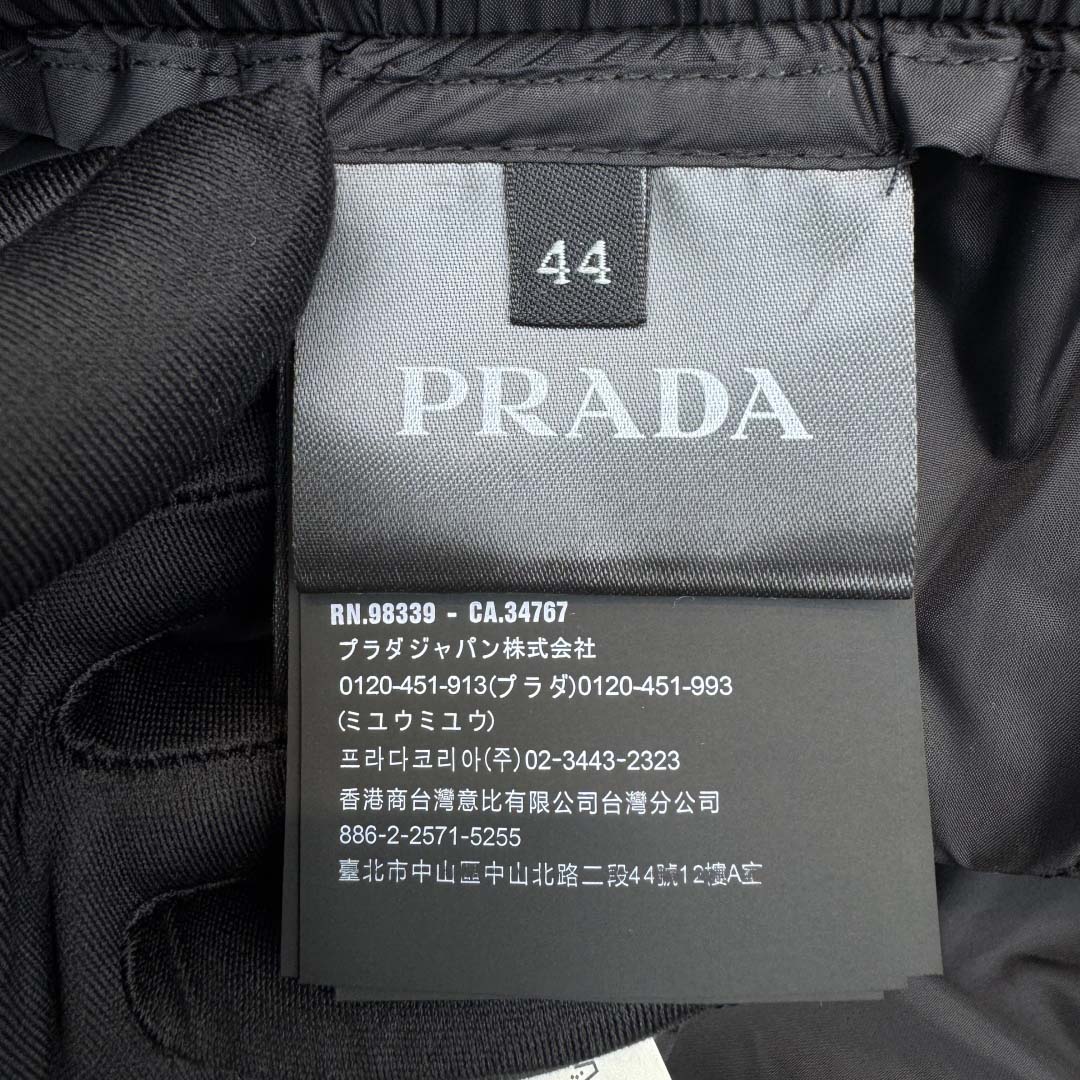 44
PRADA
RN.98339 - CA.34767
プラダジャパン株式会社
0120-451-913(プラダ)0120-451-993
(ミユウミユウ)
프라다코리아(주)02-3443-2323
香港商台灣意比有限公司台灣分公司
886-2-2571-5255
臺北市中山區中山北路二段44號12樓A室